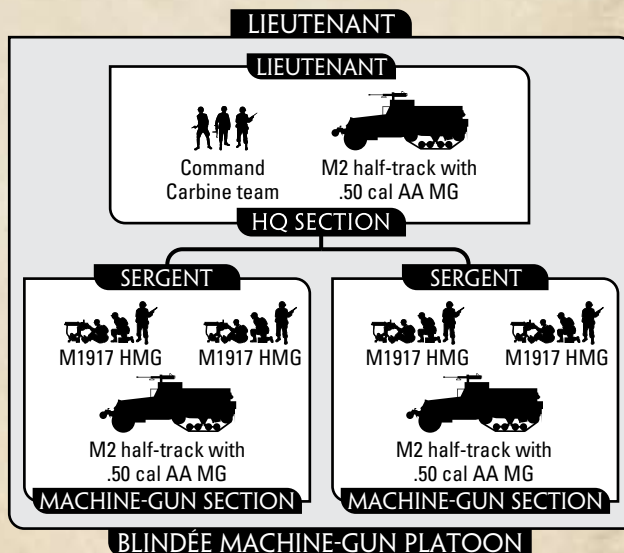 LIEUTENANT
LIEUTENANT
Command
Carbine team
M2 half-track with
.50 cal AA MG
HQ SECTION
SERGENT
M1917 HMG
M1917 HMG
M2 half-track with
.50 cal AA MG
MACHINE-GUN SECTION
SERGENT
M1917 HMG
M1917 HMG
M2 half-track with
.50 cal AA MG
MACHINE-GUN SECTION
BLINDÉE MACHINE-GUN PLATOON